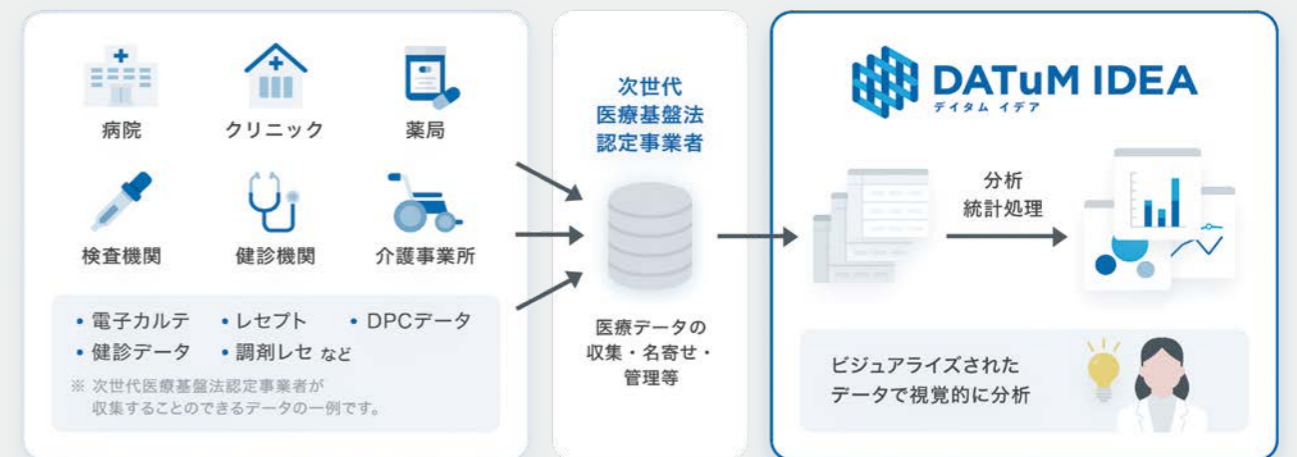 病院
クリニック
薬局
検査機関
健診機関
介護事業所
• 電子カルテ • レセプト • DPCデータ
• 健診データ • 調剤レセ など
※ 次世代医療基盤法認定事業者が
収集することのできるデータの一例です。
次世代
医療基盤法
認定事業者
医療データの
収集・名寄せ・
管理等
DATuM IDEA
デイタム イデア
分析
統計処理
ビジュアライズされた
データで視覚的に分析